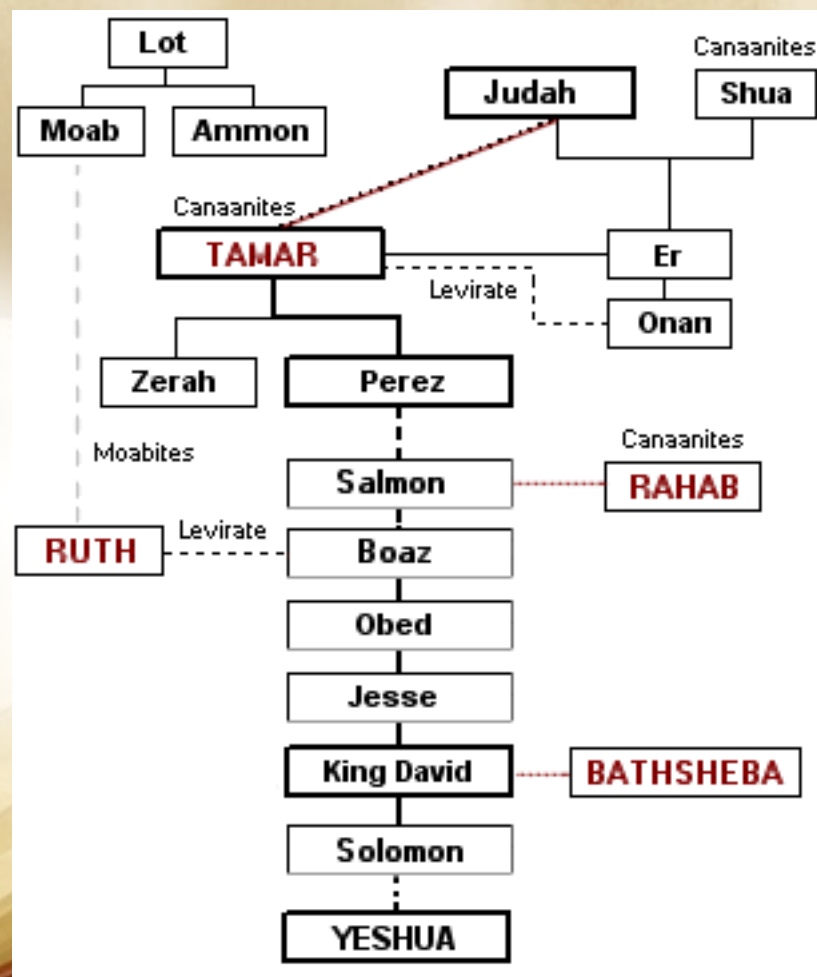 Lot
Canaanites
Judah
Shua
Moab
Ammon
Canaanites
TAMAR
Er
Levirate
Onan
Zerah
Perez
Canaanites
Moabites
Salmon
RAHAB
Levirate
RUTH
Boaz
Obed
Jesse
King David
BATHSHEBA
Solomon
YESHUA